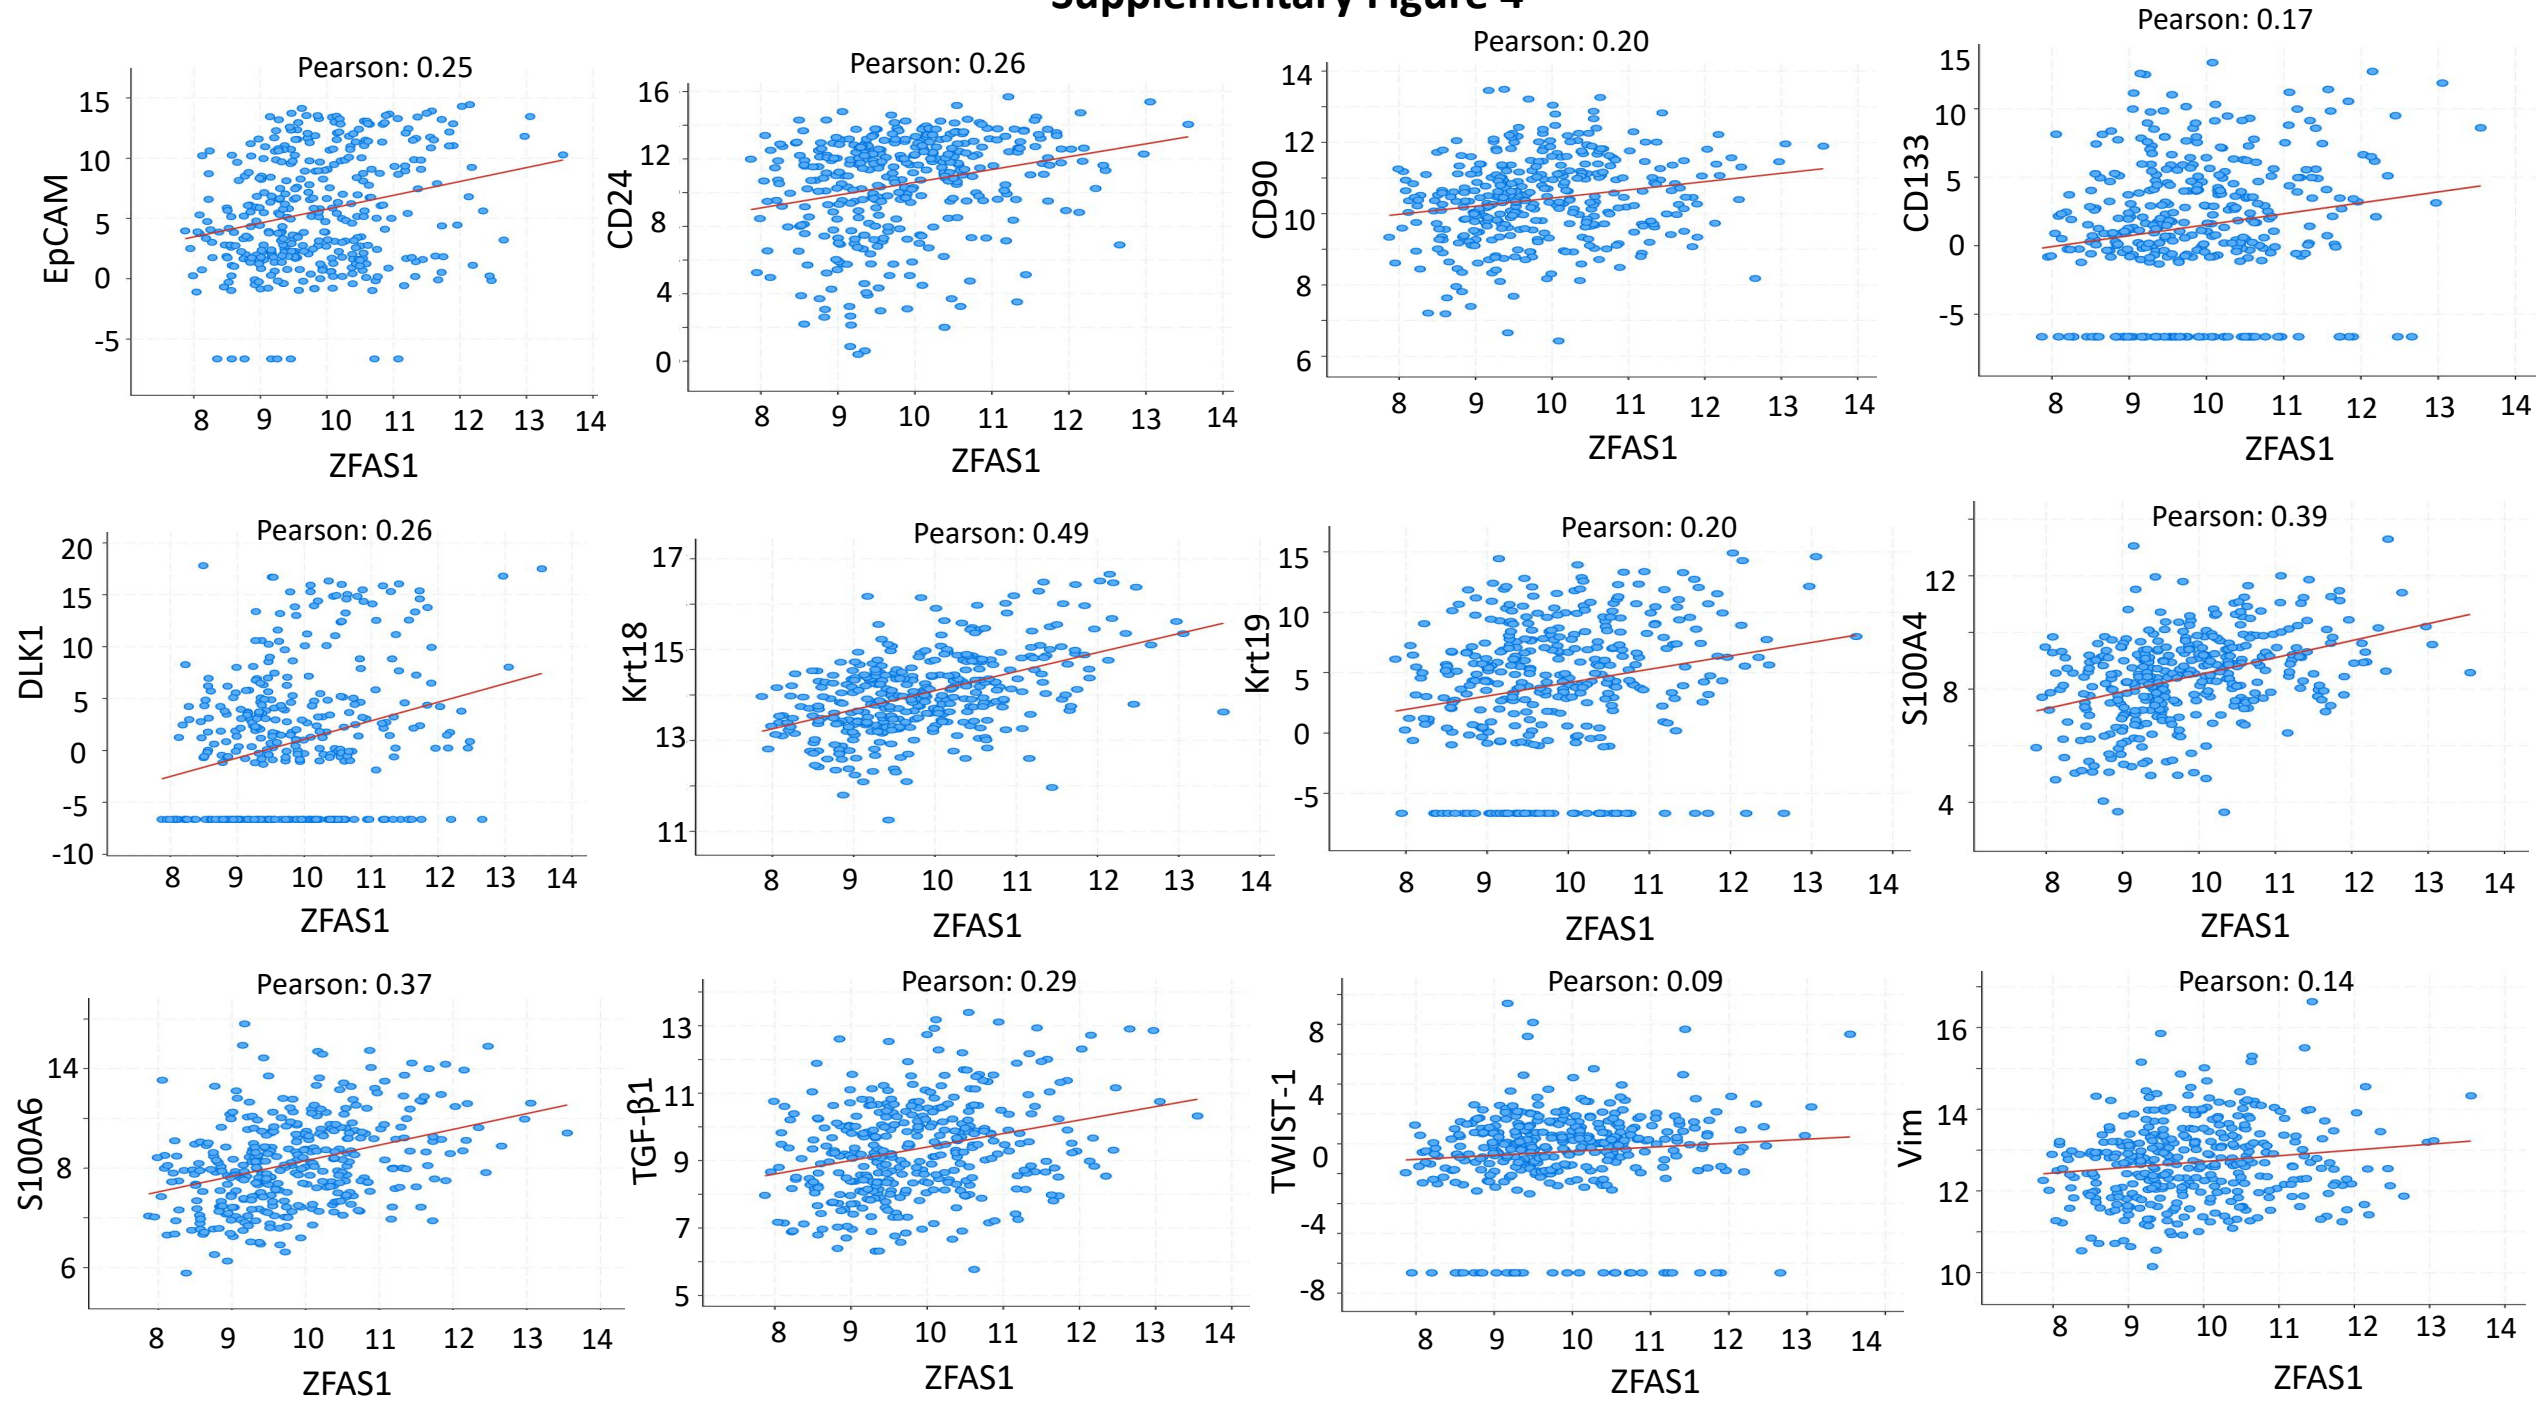 Supplementary Figure 4
Pearson: 0.25
EpCAM
15
10
5
0
-5
8 9 10 11 12 13 14
ZFAS1
Pearson: 0.26
CD24
16
12
8
4
0
8 9 10 11 12 13 14
ZFAS1
Pearson: 0.20
CD90
14
12
10
8
6
8 9 10 11 12 13 14
ZFAS1
Pearson: 0.17
CD133
15
10
5
0
-5
8 9 10 11 12 13 14
ZFAS1
Pearson: 0.26
DLK1
20
15
10
5
0
-5
-10
8 9 10 11 12 13 14
ZFAS1
Pearson: 0.49
Krt18
17
15
13
11
8 9 10 11 12 13 14
ZFAS1
Pearson: 0.20
Krt19
15
10
5
0
-5
8 9 10 11 12 13 14
ZFAS1
Pearson: 0.39
S100A4
12
8
4
8 9 10 11 12 13 14
ZFAS1
Pearson: 0.37
S100A6
14
8
6
8 9 10 11 12 13 14
ZFAS1
Pearson: 0.29
TGF-β1
13
11
9
7
5
8 9 10 11 12 13 14
ZFAS1
Pearson: 0.09
TWIST-1
8
4
0
-4
-8
8 9 10 11 12 13 14
ZFAS1
Pearson: 0.14
Vim
16
14
12
10
8 9 10 11 12 13 14
ZFAS1